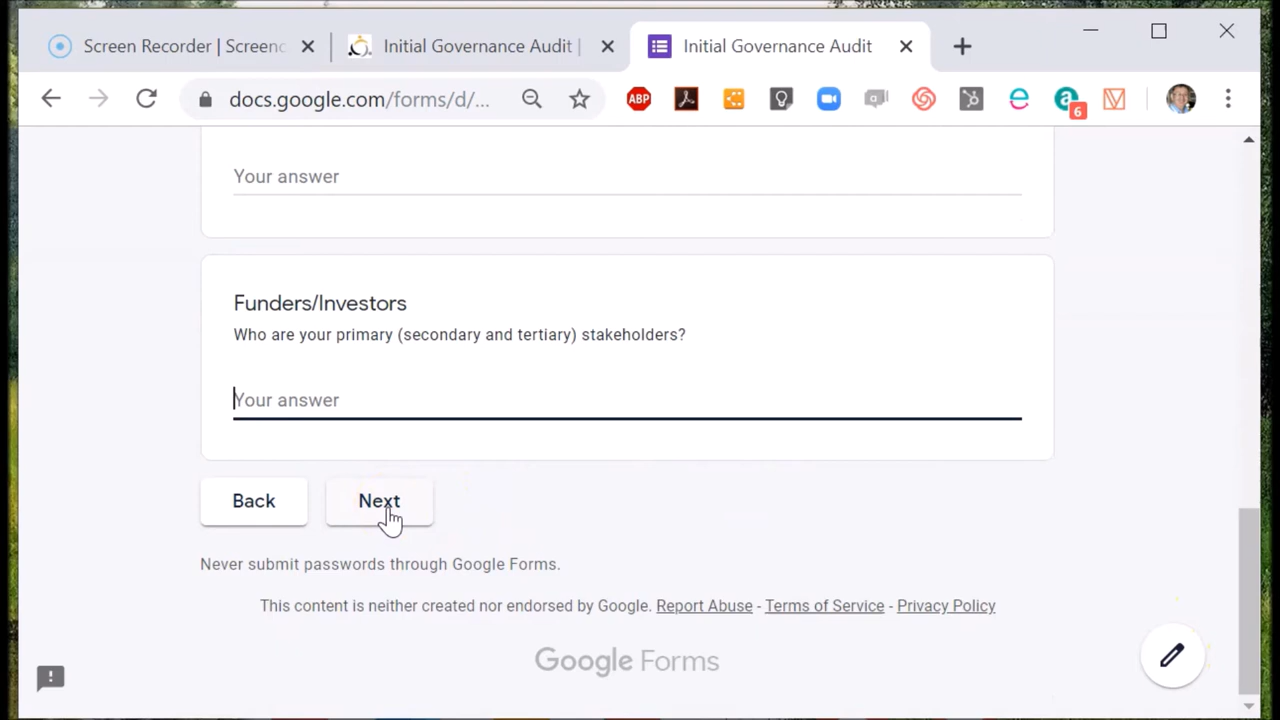 Screen Recorder | Screenc
Initial Governance Audit |
Initial Governance Audit
docs.google.com/forms/d/...
ABP
a
e
a
6
Your answer
Funders/Investors
Who are your primary (secondary and tertiary) stakeholders?
Your answer
Back
Next
Never submit passwords through Google Forms.
This content is neither created nor endorsed by Google. Report Abuse - Terms of Service - Privacy Policy
Google Forms